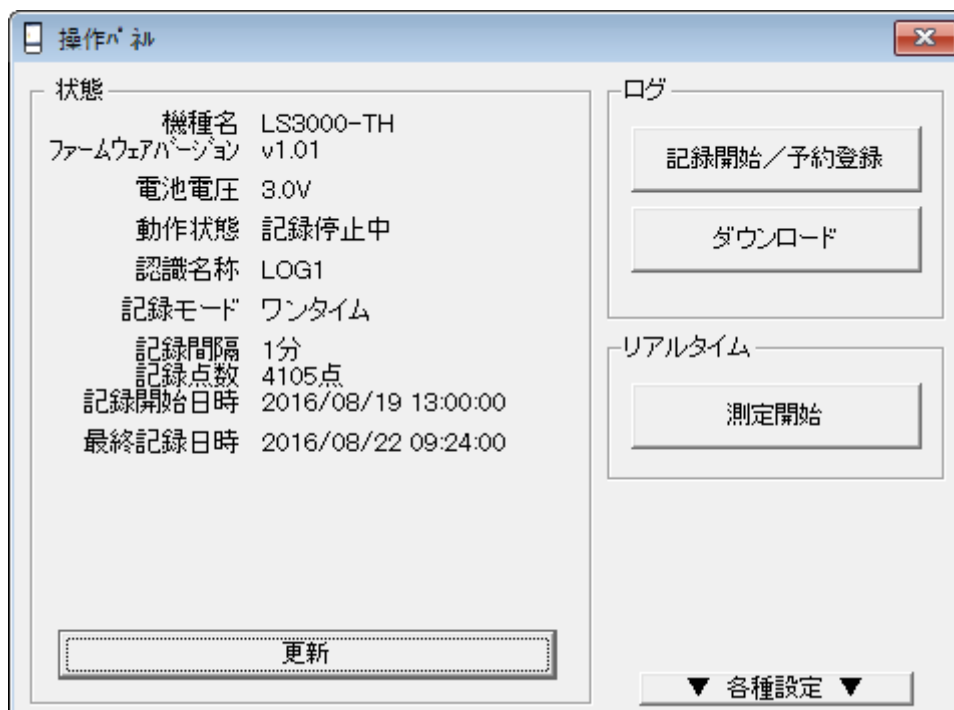 操作ﾊﾟﾈﾙ
状態
機種名 LS3000-TH
ファームウェアバージョン v1.01
電池電圧 3.0V
動作状態 記録停止中
認識名称 LOG1
記録モード ワンタイム
記録間隔 1分
記録点数 4105点
記録開始日時 2016/08/19 13:00:00
最終記録日時 2016/08/22 09:24:00
更新
ログ
記録開始／予約登録
ダウンロード
リアルタイム
測定開始
▼ 各種設定 ▼